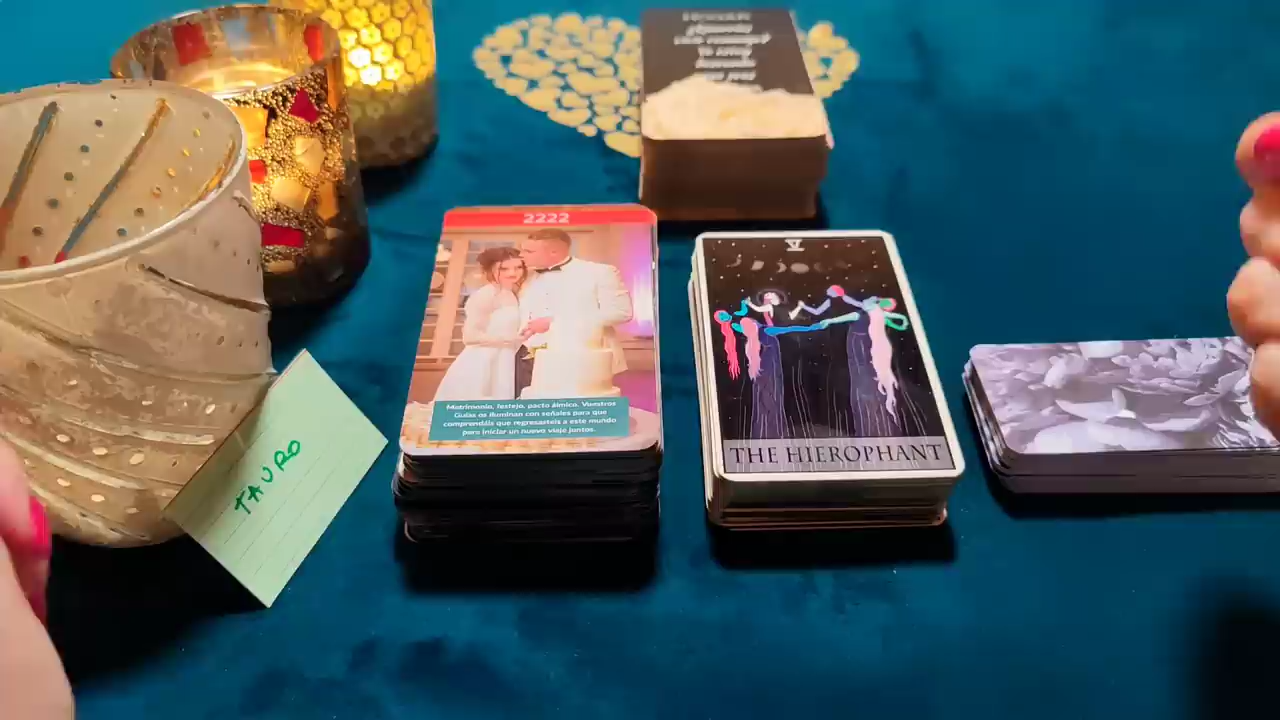 2222
Matrimonio, festejo, pacto álmico. Vuestros
Guías os iluminan con señales para que
comprendáis que regresasteis a este mundo
para iniciar un nuevo viaje juntos.
V
THE HIEROPHANT
TAURO